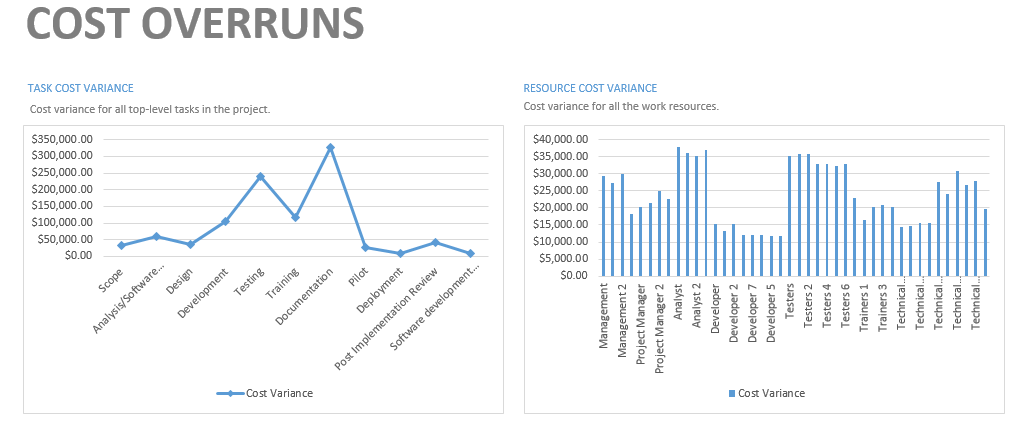 COST OVERRUNS
TASK COST VARIANCE
Cost variance for all top-level tasks in the project.
$350,000.00
$300,000.00
$250,000.00
$200,000.00
$150,000.00
$100,000.00
$50,000.00
$0.00
Scope
Analysis/Software...
Design
Development
Testing
Training
Documentation
Pilot
Deployment
Post Implementation Review
Software development...
Cost Variance
RESOURCE COST VARIANCE
Cost variance for all the work resources.
$40,000.00
$35,000.00
$30,000.00
$25,000.00
$20,000.00
$15,000.00
$10,000.00
$5,000.00
$0.00
Management
Management 2
Project Manager
Project Manager 2
Analyst
Analyst 2
Developer
Developer 2
Developer 7
Developer 5
Testers
Testers 2
Testers 4
Testers 6
Trainers 1
Trainers 3
Technical...
Technical...
Technical...
Technical...
Technical...
Cost Variance